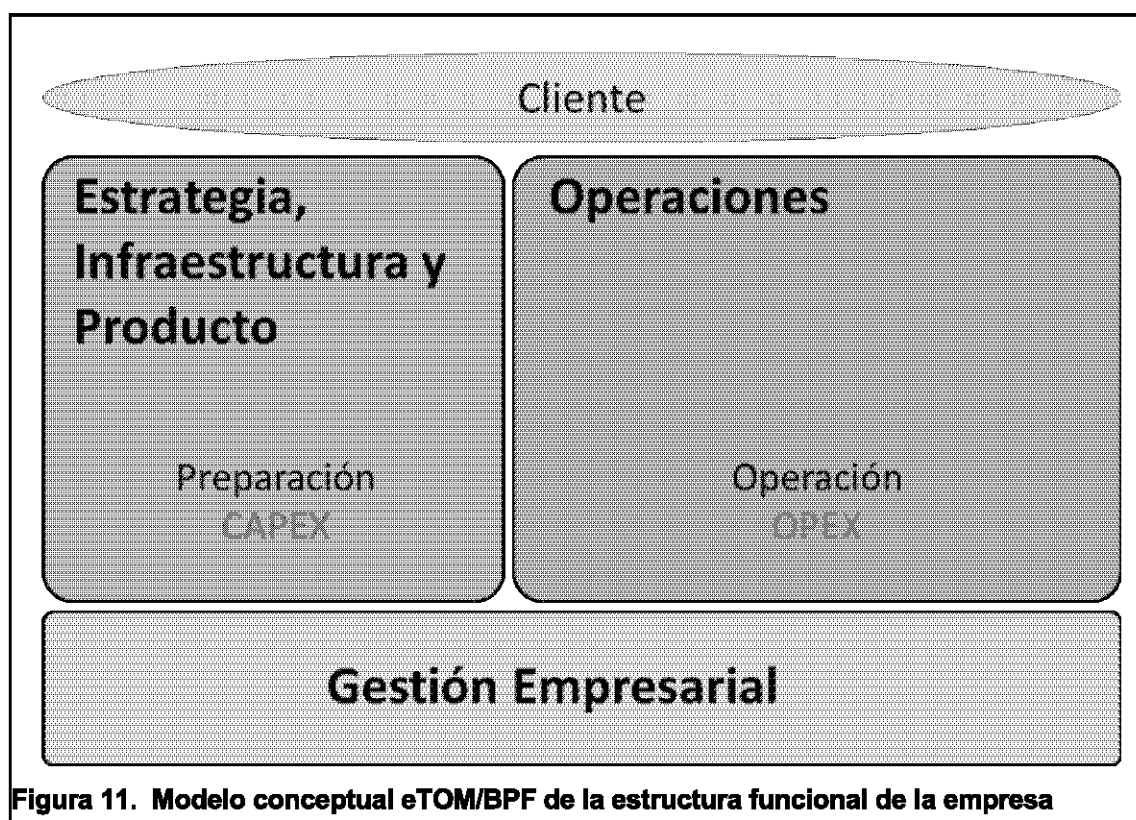 Cliente
Estrategia,
Infraestructura y
Producto
Preparación
CAPEX
Operaciones
Operación
OPEX
Gestión Empresarial
Figura 11. Modelo conceptual eTOM/BPF de la estructura funcional de la empresa